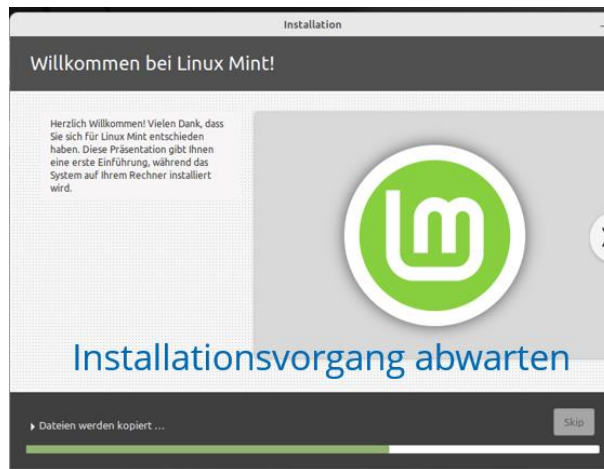 Installation
Willkommen bei Linux Mint!
Herzlich Willkommen! Vielen Dank, dass
Sie sich für Linux Mint entschieden
haben. Diese Präsentation gibt Ihnen
eine erste Einführung, während das
System auf Ihrem Rechner installiert
wird.
Installationsvorgang abwarten
Dateien werden kopiert ...
Skip